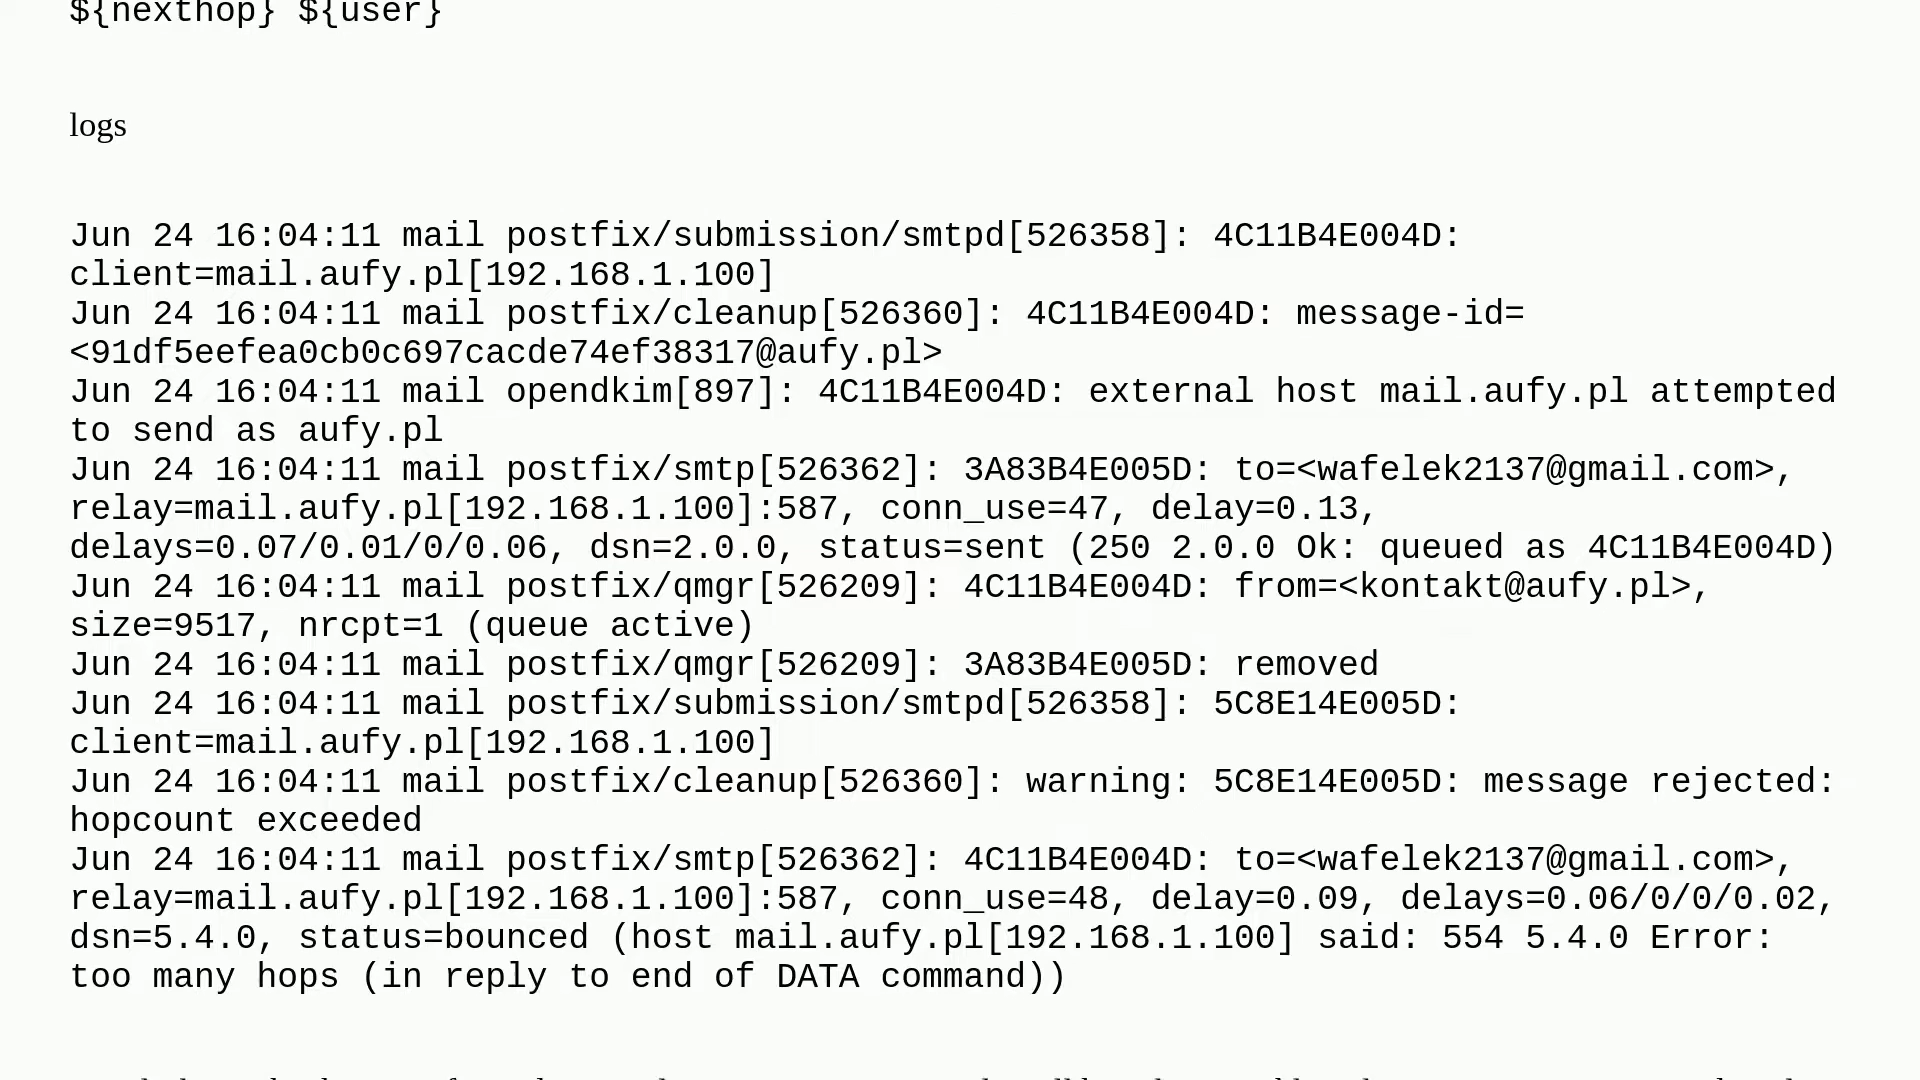 ${nexthop} ${user}
logs
Jun 24 16:04:11 mail postfix/submission/smtpd[526358]: 4C11B4E004D:
client=mail.aufy.pl[192.168.1.100]
Jun 24 16:04:11 mail postfix/cleanup[526360]: 4C11B4E004D: message-id=
<91df5eefea0cb0c697cacde74ef38317@aufy.pl>
Jun 24 16:04:11 mail opendkim[897]: 4C11B4E004D: external host mail.aufy.pl attempted
to send as aufy.pl
Jun 24 16:04:11 mail postfix/smtp[526362]: 3A83B4E005D: to=<wafelek2137@gmail.com>,
relay=mail.aufy.pl[192.168.1.100]:587, conn_use=47, delay=0.13,
delays=0.07/0.01/0/0.06, dsn=2.0.0, status=sent (250 2.0.0 Ok: queued as 4C11B4E004D)
Jun 24 16:04:11 mail postfix/qmgr[526209]: 4C11B4E004D: from=<kontakt@aufy.pl>,
size=9517, nrcpt=1 (queue active)
Jun 24 16:04:11 mail postfix/qmgr[526209]: 3A83B4E005D: removed
Jun 24 16:04:11 mail postfix/submission/smtpd[526358]: 5C8E14E005D:
client=mail.aufy.pl[192.168.1.100]
Jun 24 16:04:11 mail postfix/cleanup[526360]: warning: 5C8E14E005D: message rejected:
hopcount exceeded
Jun 24 16:04:11 mail postfix/smtp[526362]: 4C11B4E004D: to=<wafelek2137@gmail.com>,
relay=mail.aufy.pl[192.168.1.100]:587, conn_use=48, delay=0.09, delays=0.06/0/0/0.02,
dsn=5.4.0, status=bounced (host mail.aufy.pl[192.168.1.100] said: 554 5.4.0 Error:
too many hops (in reply to end of DATA command))